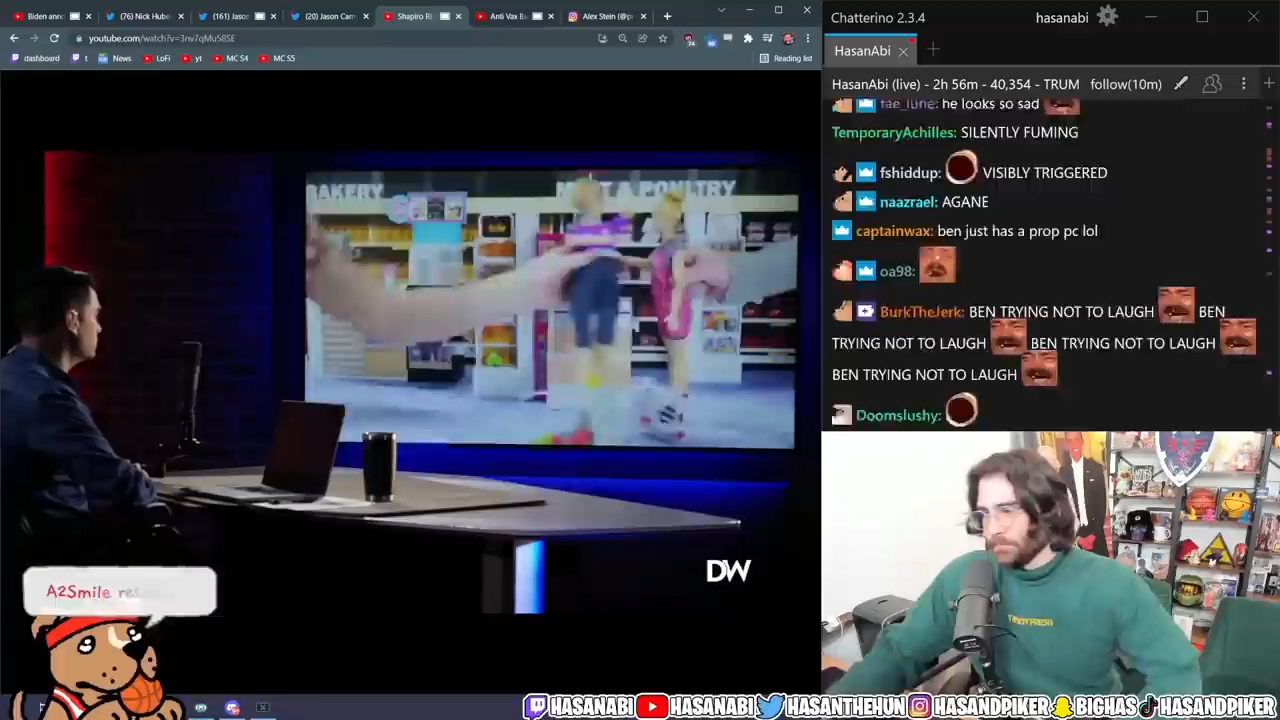 Biden ann
(76) Nick Hube
(161) Jaso
(20) Jason Cam
Shapiro R
Anti Vax B
Alex Stein (@p
youtube.com/watch?v=3nv7qMu58SE
dashboard
t
News
LoFi
yt
MC S4
MC S5
Reading list
BAKERY
POULTRY
DW
A2Smile
Chatterino 2.3.4
hasanabi
HasanAbi
HasanAbi (live) - 2h 56m - 40,354 - TRUM
follow(10m)
fae_lune: he looks so sad
TemporaryAchilles: SILENTLY FUMING
fshiddup: VISIBLY TRIGGERED
naazrael: AGANE
captainwax: ben just has a prop pc lol
oa98:
BurkTheJerk: BEN TRYING NOT TO LAUGH BEN
TRYING NOT TO LAUGH BEN TRYING NOT TO LAUGH
BEN TRYING NOT TO LAUGH
Doomslushy:
HASANABI HASANABI HASANTHEHUN HASANDPIKER BIGHAS HASANDPIKER